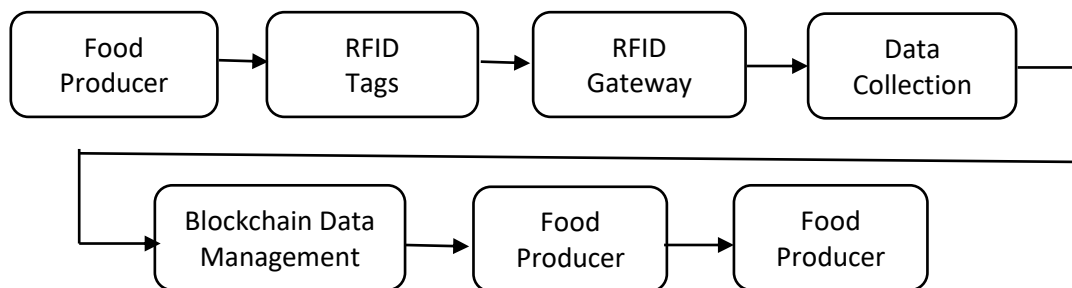 Food
Producer
RFID
Tags
RFID
Gateway
Data
Collection
Blockchain Data
Management
Food
Producer
Food
Producer